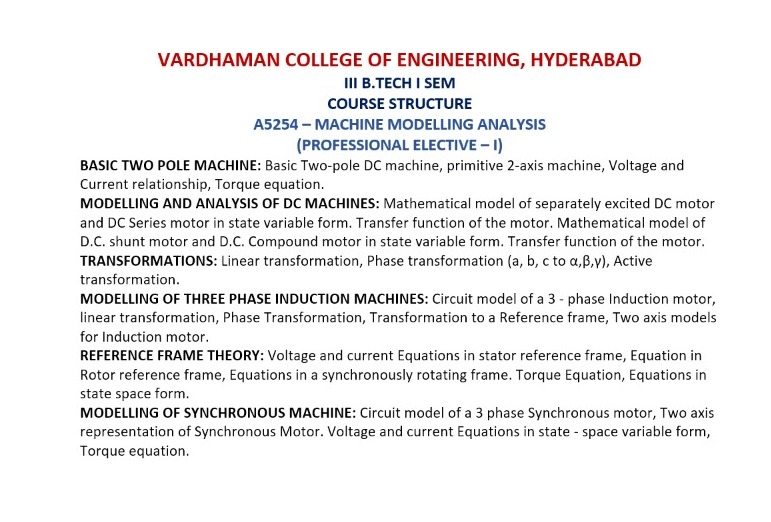 VARDHAMAN COLLEGE OF ENGINEERING, HYDERABAD
III B.TECH I SEM
COURSE STRUCTURE
A5254 – MACHINE MODELLING ANALYSIS
(PROFESSIONAL ELECTIVE – I)
BASIC TWO POLE MACHINE: Basic Two-pole DC machine, primitive 2-axis machine, Voltage and
Current relationship, Torque equation.
MODELLING AND ANALYSIS OF DC MACHINES: Mathematical model of separately excited DC motor
and DC Series motor in state variable form. Transfer function of the motor. Mathematical model of
D.C. shunt motor and D.C. Compound motor in state variable form. Transfer function of the motor.
TRANSFORMATIONS: Linear transformation, Phase transformation (a, b, c to α,β,γ), Active
transformation.
MODELLING OF THREE PHASE INDUCTION MACHINES: Circuit model of a 3 - phase Induction motor,
linear transformation, Phase Transformation, Transformation to a Reference frame, Two axis models
for Induction motor.
REFERENCE FRAME THEORY: Voltage and current Equations in stator reference frame, Equation in
Rotor reference frame, Equations in a synchronously rotating frame. Torque Equation, Equations in
state space form.
MODELLING OF SYNCHRONOUS MACHINE: Circuit model of a 3 phase Synchronous motor, Two axis
representation of Synchronous Motor. Voltage and current Equations in state - space variable form,
Torque equation.